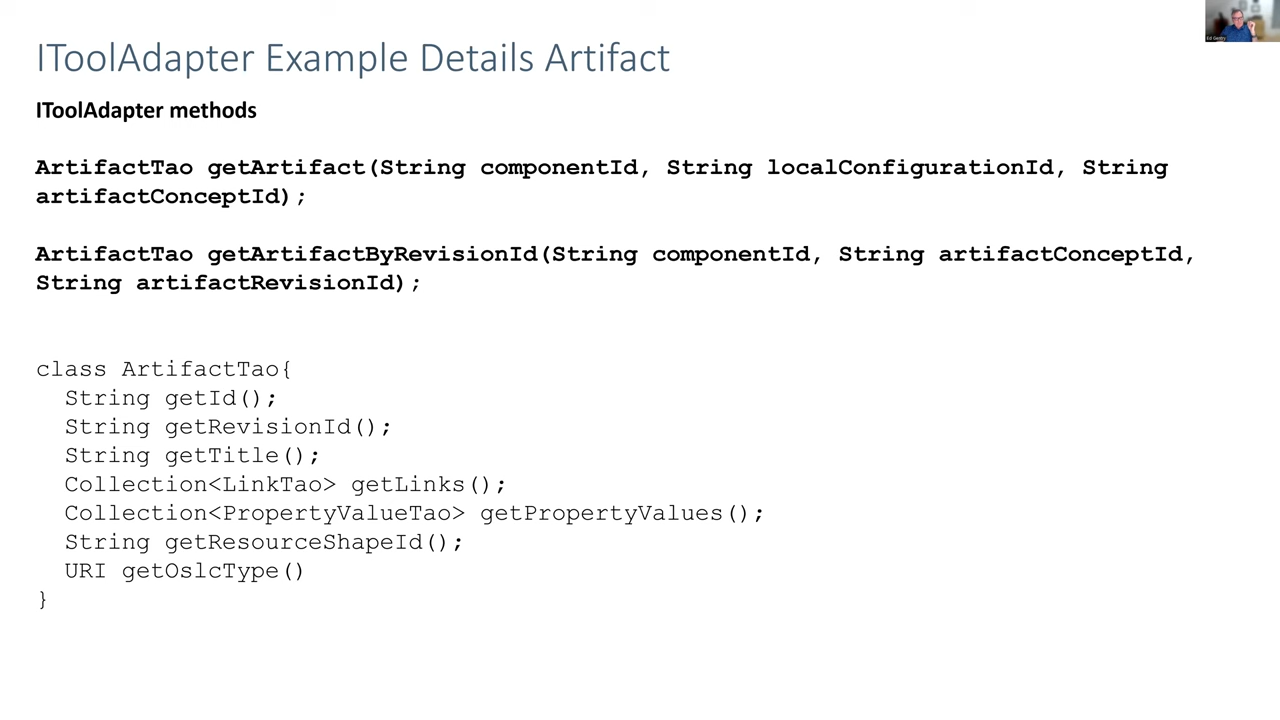 IToolAdapter Example Details Artifact
IToolAdapter methods
ArtifactTao getArtifact(String componentId, String localConfigurationId, String
artifactConceptId);
ArtifactTao getArtifactByRevisionId(String componentId, String artifactConceptId,
String artifactRevisionId);
class ArtifactTao{
  String getId();
  String getRevisionId();
  String getTitle();
  Collection<LinkTao> getLinks();
  Collection<PropertyValueTao> getPropertyValues();
  String getResourceShapeId();
  URI getOslcType()
}